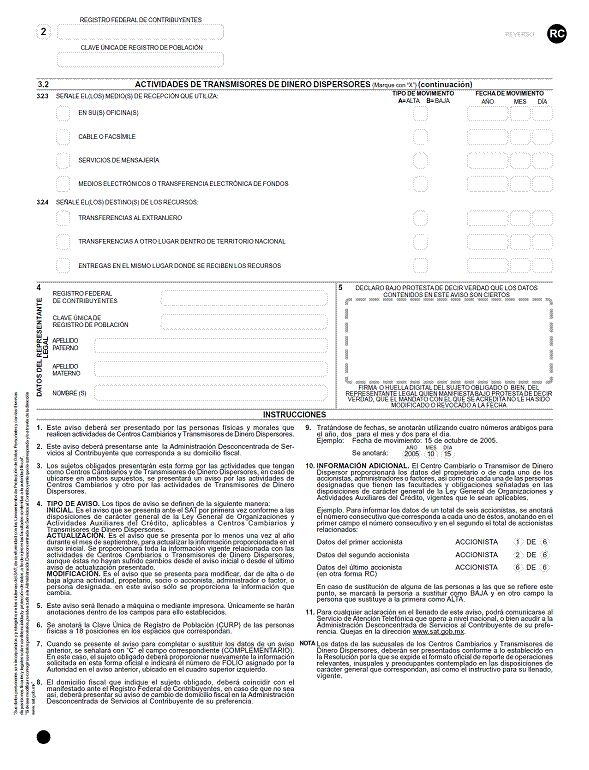 REGISTRO FEDERAL DE CONTRIBUYENTES
2
REVERSO
RC
CLAVE ÚNICA DE REGISTRO DE POBLACIÓN
3.2 ACTIVIDADES DE TRANSMISORES DE DINERO DISPERSORES (Marque con "X") (continuación)
3.2.3 SEÑALE EL(LOS) MEDIO(S) DE RECEPCIÓN QUE UTILIZA:
TIPO DE MOVIMIENTO
A=ALTA B= BAJA
FECHA DE MOVIMIENTO
AÑO MES DÍA
EN SU(S) OFICINA(S)
CABLE O FACSÍMILE
SERVICIOS DE MENSAJERÍA
MEDIOS ELECTRÓNICOS O TRANSFERENCIA ELECTRÓNICA DE FONDOS
3.2.4 SEÑALE EL(LOS) DESTINO(S) DE LOS RECURSOS:
TRANSFERENCIAS AL EXTRANJERO
TRANSFERENCIAS A OTRO LUGAR DENTRO DE TERRITORIO NACIONAL
ENTREGAS EN EL MISMO LUGAR DONDE SE RECIBEN LOS RECURSOS
4
DATOS DEL REPRESENTANTE
LEGAL
REGISTRO FEDERAL
DE CONTRIBUYENTES
CLAVE ÚNICA DE
REGISTRO DE POBLACIÓN
APELLIDO
PATERNO
APELLIDO
MATERNO
NOMBRE (S)
5
DECLARO BAJO PROTESTA DE DECIR VERDAD QUE LOS DATOS
CONTENIDOS EN ESTE AVISO SON CIERTOS
FIRMA O HUELLA DIGITAL DEL SUJETO OBLIGADO O BIEN, DEL
REPRESENTANTE LEGAL QUIEN MANIFIESTA BAJO PROTESTA DE DECIR
VERDAD, QUE EL MANDATO CON EL QUE SE ACREDITA NO LE HA SIDO
MODIFICADO O REVOCADO A LA FECHA
INSTRUCCIONES
1. Este aviso deberá ser presentado por las personas físicas y morales que
realicen actividades de Centros Cambiarios y Transmisores de Dinero Dispersores.
2. Este aviso deberá presentarse ante la Administración Desconcentrada de Ser-
vicios al Contribuyente que corresponda a su domicilio fiscal.
3. Los sujetos obligados presentarán esta forma por las actividades que tengan
como Centros Cambiarios y de Transmisores de Dinero Dispersores, en caso de
ubicarse en ambos supuestos, se presentará un aviso por las actividades de
Centros Cambiarios y otro por las actividades de Transmisores de Dinero
Dispersores.
4. TIPO DE AVISO. Los tipos de aviso se definen de la siguiente manera:
INICIAL. Es el aviso que se presenta ante el SAT por primera vez conforme a las
disposiciones de carácter general de la Ley General de Organizaciones y
Actividades Auxiliares del Crédito, aplicables a Centros Cambiarios y
Transmisores de Dinero Dispersores.
ACTUALIZACIÓN. Es el aviso que se presenta por lo menos una vez al año
durante el mes de septiembre, para actualizar la información proporcionada en el
aviso inicial. Se proporcionará toda la información vigente relacionada con las
actividades de Centros Cambiarios o Transmisores de Dinero Dispersores,
aunque éstas no hayan sufrido cambios desde el aviso inicial o desde el último
aviso de actualización presentado.
MODIFICACIÓN. Es el aviso que se presenta para modificar, dar de alta o de
baja alguna actividad, propietario, socio o accionista, administrador o factor, o
persona designada. en este aviso sólo se proporciona la información que
cambia.
5. Este aviso será llenado a máquina o mediante impresora. Únicamente se harán
anotaciones dentro de los campos para ello establecidos.
6. Se anotará la Clave Única de Registro de Población (CURP) de las personas
físicas a 18 posiciones en los espacios que correspondan.
7. Cuando se presente el aviso para completar o sustituir los datos de un aviso
anterior, se señalará con "C" el campo correspondiente (COMPLEMENTARIO).
En este caso, el sujeto obligado deberá proporcionar nuevamente la información
solicitada en esta forma oficial e indicará el número de FOLIO asignado por la
Autoridad en el aviso anterior, ubicado en el cuadro superior izquierdo.
8. El domicilio fiscal que indique el sujeto obligado, deberá coincidir con el
manifestado ante el Registro Federal de Contribuyentes, en caso de que no sea
así, deberá presentar su aviso de cambio de domicilio fiscal en la Administración
Desconcentrada de Servicios al Contribuyente de su preferencia.
9. Tratándose de fechas, se anotarán utilizando cuatro números arábigos para
el año, dos para el mes y dos para el día.
Ejemplo: Fecha de movimiento: 15 de octubre de 2005.
AÑO MES DÍA
Se anotará: 2005 10 15
10. INFORMACIÓN ADICIONAL. El Centro Cambiario o Transmisor de Dinero
Dispersor proporcionará los datos del propietario o de cada uno de los
accionistas, administradores o factores, así como de cada una de las personas
designadas que tienen las facultades y obligaciones señaladas en las
disposiciones de carácter general de la Ley General de Organizaciones y
Actividades Auxiliares del Crédito, vigentes que le sean aplicables.
Ejemplo. Para informar los datos de un total de seis accionistas, se anotará
el número consecutivo que corresponda a cada uno de éstos, anotando en el
primer campo el número consecutivo y en el segundo el total de accionistas
relacionados:
Datos del primer accionista ACCIONISTA 1 DE 6
Datos del segundo accionista ACCIONISTA 2 DE 6
Datos del último accionista ACCIONISTA 6 DE 6
(en otra forma RC)
En caso de sustitución de alguna de las personas a las que se refiere este
punto, se marcará la persona a sustituir como BAJA y en otro campo la
persona que sustituye a la primera como ALTA.
11. Para cualquier aclaración en el llenado de este aviso, podrá comunicarse al
Servicio de Atención Telefónica que opera a nivel nacional, o bien acudir a la
Administración Desconcentrada de Servicios al Contribuyente de su prefe-
rencia. Quejas en la dirección www.sat.gob.mx.
NOTA Los datos de las sucursales de los Centros Cambiarios y Transmisores de
Dinero Dispersores, deberán ser presentados conforme a lo establecido en
la Resolución por la que se expide el formato oficial de reporte de operaciones
relevantes, inusuales y preocupantes contemplado en las disposiciones de
carácter general que correspondan, así como el instructivo para su llenado,
vigente.